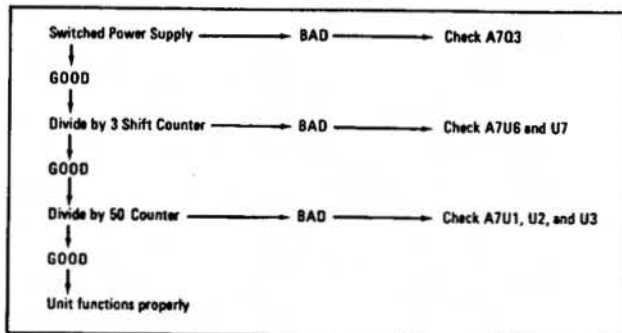 Switched Power Supply BAD Check A7Q3
GOOD
Divide by 3 Shift Counter BAD Check A7U6 and U7
GOOD
Divide by 50 Counter BAD Check A7U1, U2, and U3
GOOD
Unit functions properly